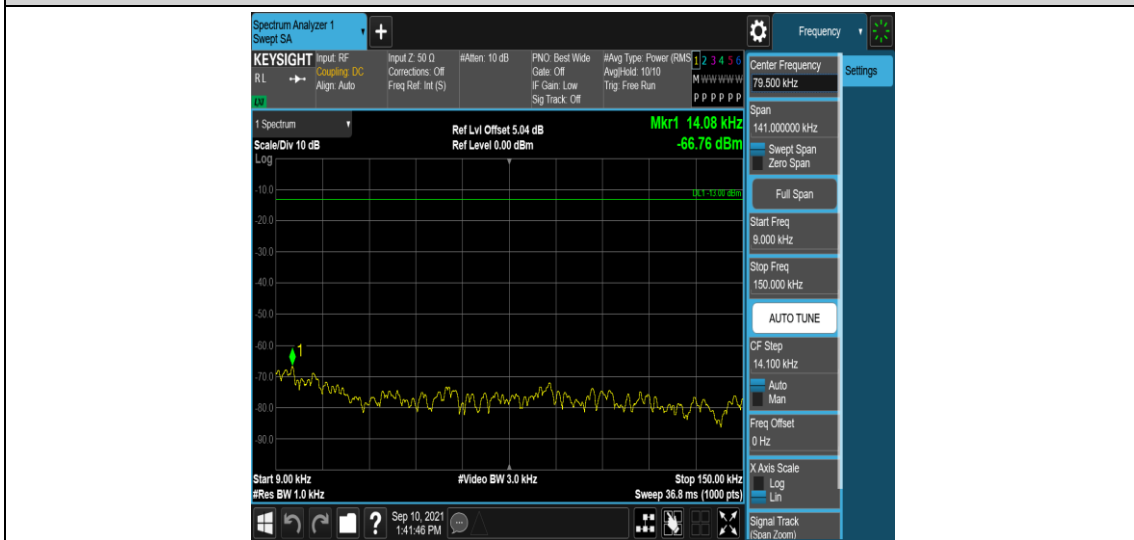 Spectrum Analyzer 1
Swept SA
+
Frequency
KEYSIGHT
RL
LXI
Input: RF
Coupling: DC
Align: Auto
Input Z: 50 Ω
Corrections: Off
Freq Ref: Int (S)
#Atten: 10 dB
PNO: Best Wide
Gate: Off
IF Gain: Low
Sig Track: Off
#Avg Type: Power (RMS
Avg|Hold: 10/10
Trig: Free Run
1 2 3 4 5 6
M W W W W W
P P P P P P
1 Spectrum
Scale/Div 10 dB
Ref Lvl Offset 5.04 dB
Ref Level 0.00 dBm
Mkr1 14.08 kHz
-66.76 dBm
Log
-10.0
-20.0
-30.0
-40.0
-50.0
-60.0
-70.0
-80.0
-90.0
DL1 -13.00 dBm
1
Start 9.00 kHz
#Res BW 1.0 kHz
#Video BW 3.0 kHz
Stop 150.00 kHz
Sweep 36.8 ms (1000 pts)
Center Frequency
79.500 kHz
Settings
Span
141.000000 kHz
Swept Span
Zero Span
Full Span
Start Freq
9.000 kHz
Stop Freq
150.000 kHz
AUTO TUNE
CF Step
14.100 kHz
Auto
Man
Freq Offset
0 Hz
X Axis Scale
Log
Lin
Signal Track
(Span Zoom)
?
Sep 10, 2021
1:41:46 PM